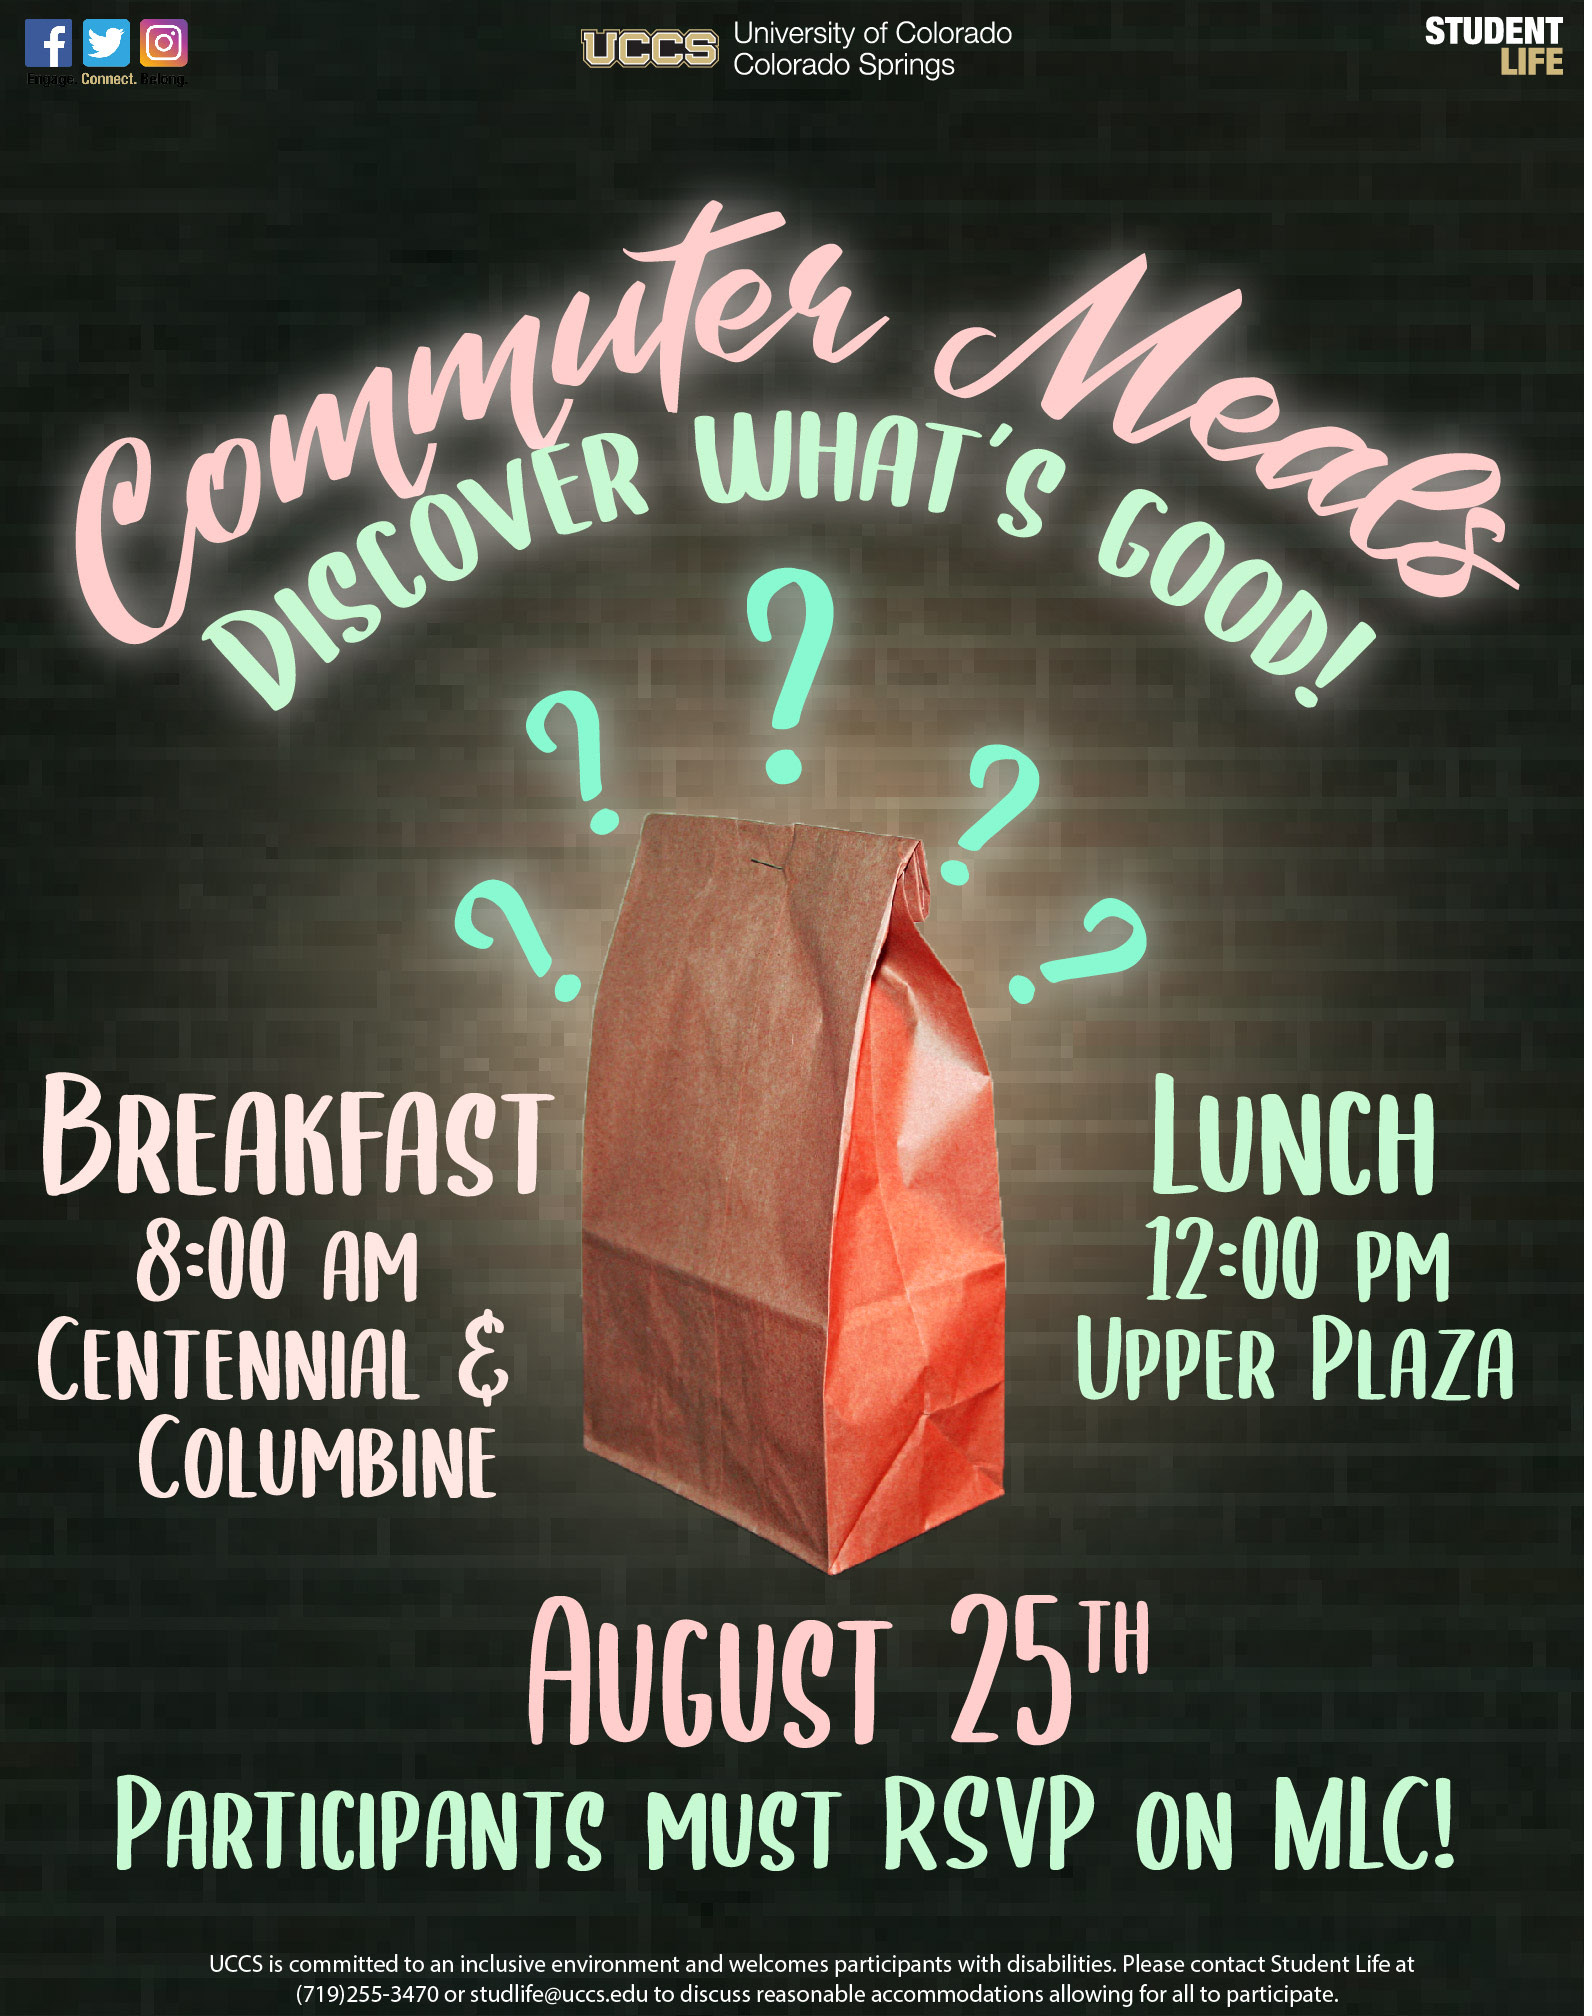 Engage. Connect. Belong.
UCCS
University of Colorado
Colorado Springs
STUDENT
LIFE
Commuter Meals
DISCOVER WHAT'S GOOD!
?
?
?
?
?
BREAKFAST
8:00 AM
CENTENNIAL &
COLUMBINE
LUNCH
12:00 PM
UPPER PLAZA
AUGUST 25TH
PARTICIPANTS MUST RSVP ON MLC!
UCCS is committed to an inclusive environment and welcomes participants with disabilities. Please contact Student Life at
(719)255-3470 or studlife@uccs.edu to discuss reasonable accommodations allowing for all to participate.